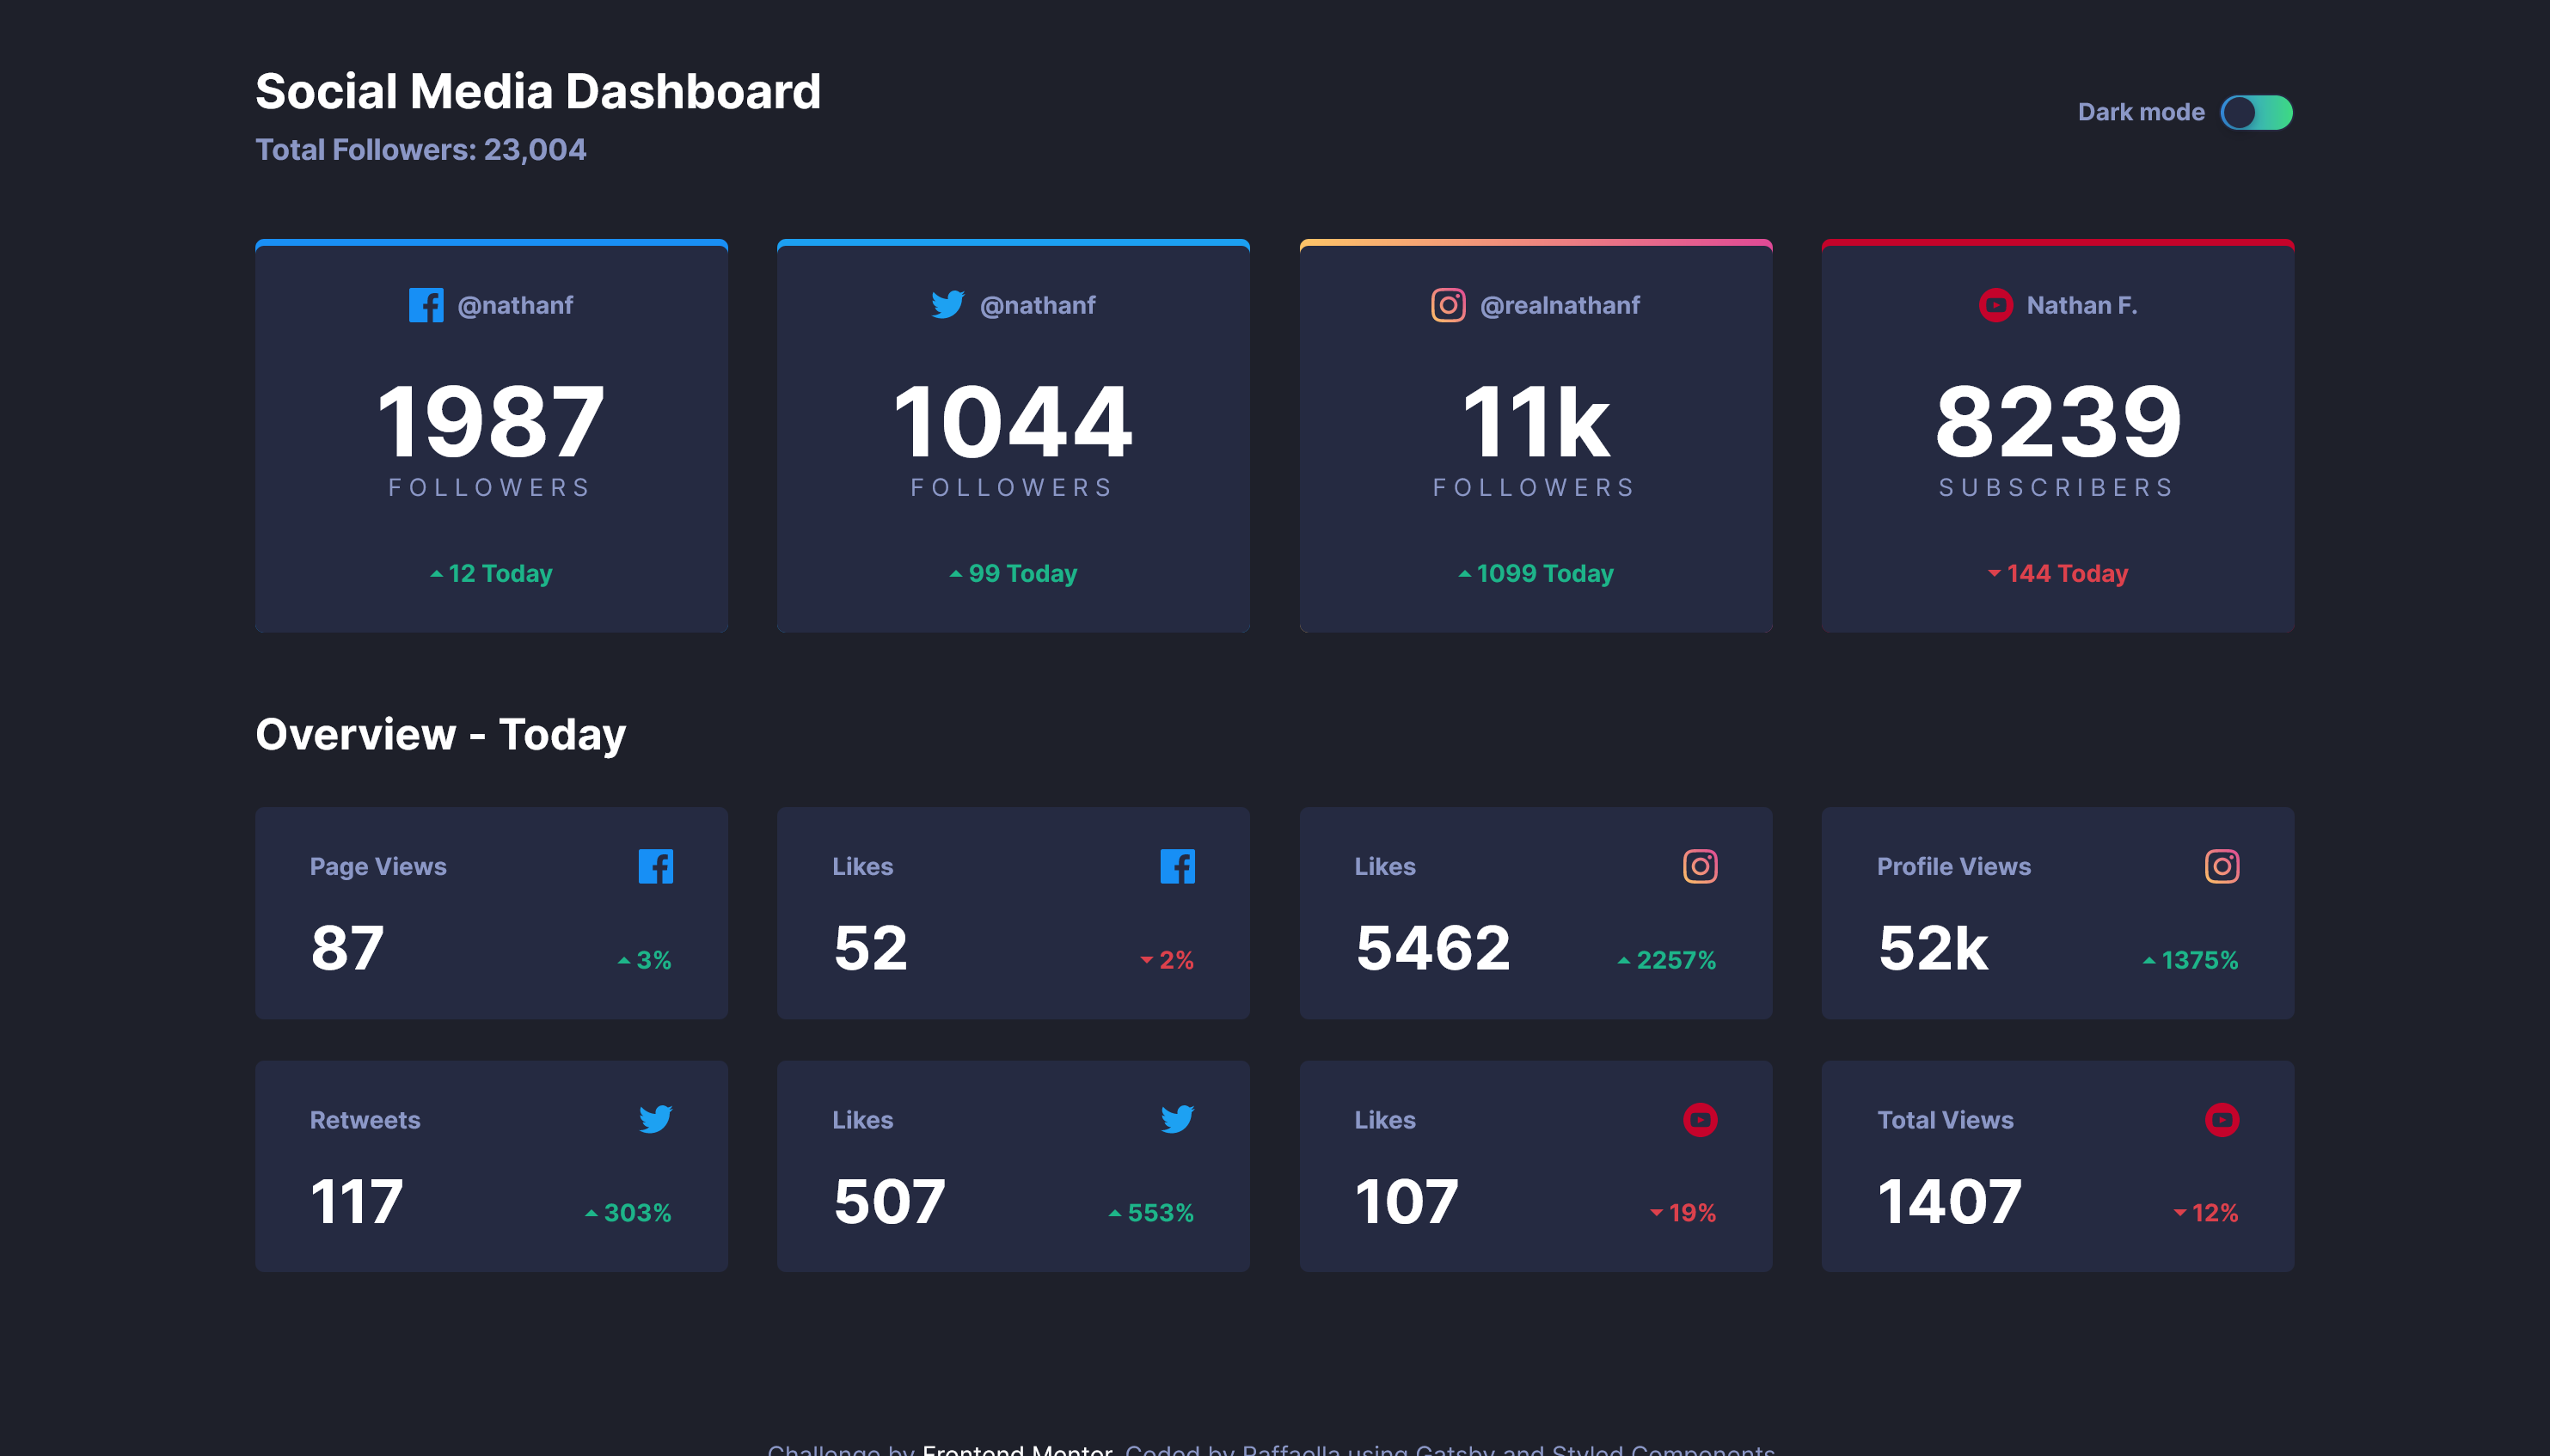 Social Media Dashboard
Total Followers: 23,004
Dark mode
@nathanf
1987
FOLLOWERS
12 Today
@nathanf
1044
FOLLOWERS
99 Today
@realnathanf
11k
FOLLOWERS
1099 Today
Nathan F.
8239
SUBSCRIBERS
144 Today
Overview - Today
Page Views
87
3%
Likes
52
2%
Likes
5462
2257%
Profile Views
52k
1375%
Retweets
117
303%
Likes
507
553%
Likes
107
19%
Total Views
1407
12%
Challenge by Frontend Mentor. Coded by Raffaella using Gatsby and Styled Components.